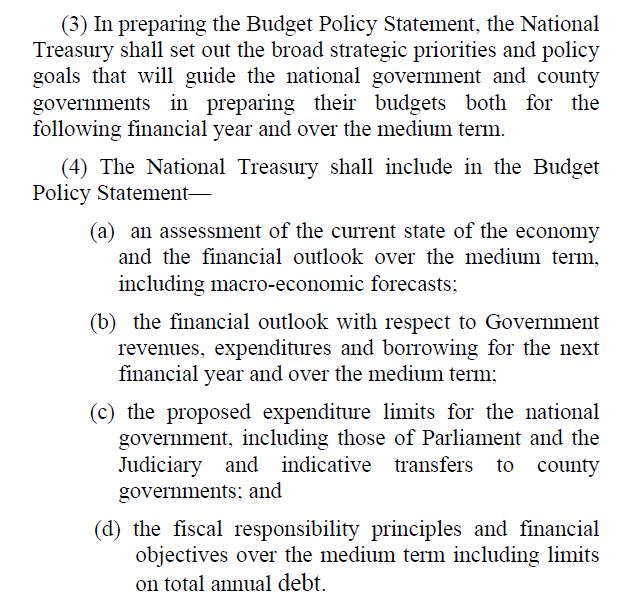 (3) In preparing the Budget Policy Statement, the National
Treasury shall set out the broad strategic priorities and policy
goals that will guide the national government and county
governments in preparing their budgets both for the
following financial year and over the medium term.
(4) The National Treasury shall include in the Budget
Policy Statement—
(a) an assessment of the current state of the economy
and the financial outlook over the medium term,
including macro-economic forecasts;
(b) the financial outlook with respect to Government
revenues, expenditures and borrowing for the next
financial year and over the medium term;
(c) the proposed expenditure limits for the national
government, including those of Parliament and the
Judiciary and indicative transfers to county
governments; and
(d) the fiscal responsibility principles and financial
objectives over the medium term including limits
on total annual debt.